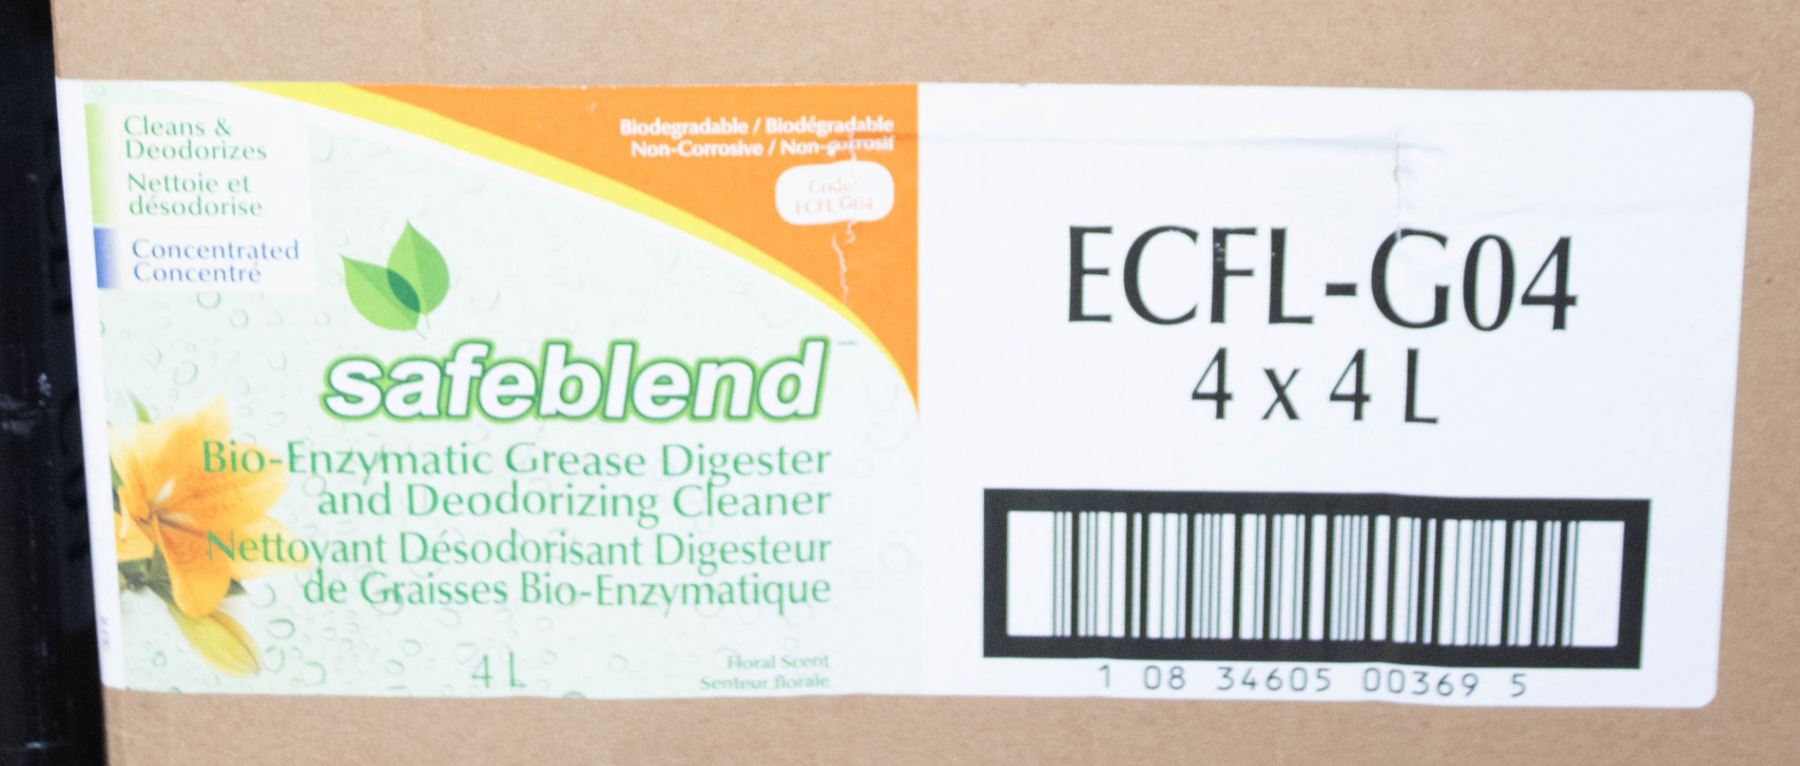 Cleans &
Deodorizes
Nettoie et
désodorise
Concentrated
Concentré
Biodegradable / Biodégradable
Non-Corrosive / Non-corrosif
Code:
ECFL G04
safeblend
Bio-Enzymatic Grease Digester
and Deodorizing Cleaner
Nettoyant Désodorisant Digesteur
de Graisses Bio-Enzymatique
4 L
Floral Scent
Senteur florale
ECFL-G04
4 x 4 L
1 08 34605 00369 5